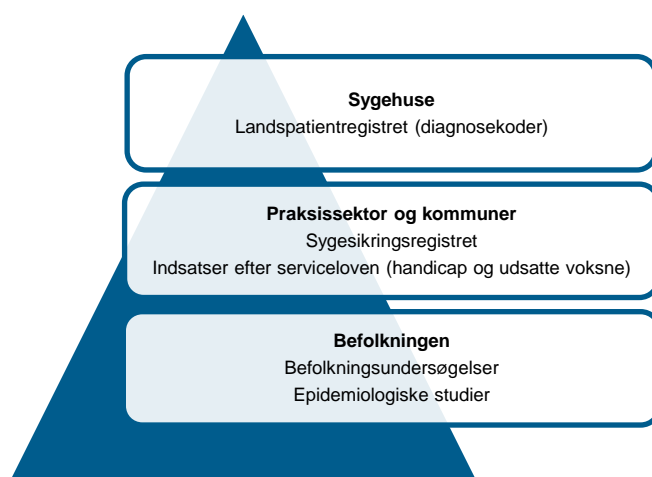 Sygehuse
Landspatientregistret (diagnosekoder)
Praksissektor og kommuner
Sygesikringsregistret
Indsatser efter serviceloven (handicap og udsatte voksne)
Befolkningen
Befolkningsundersøgelser
Epidemiologiske studier